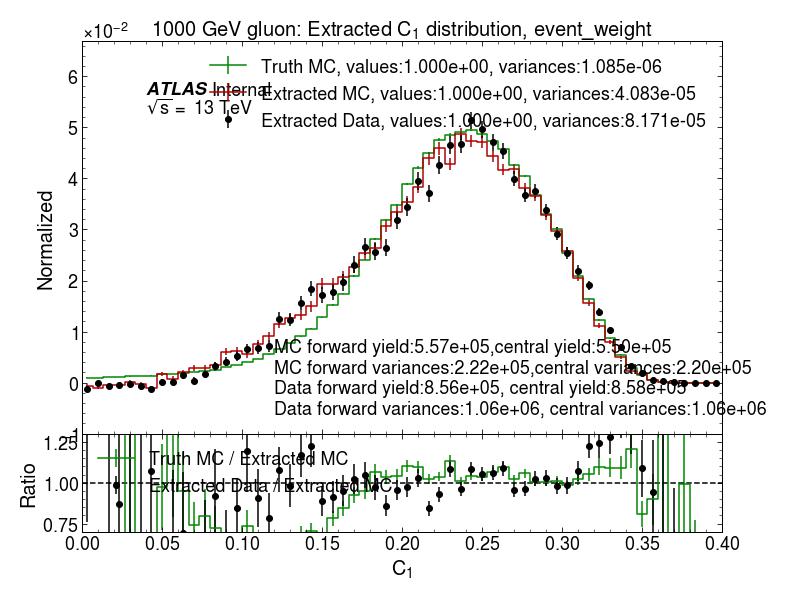 ×10⁻² 1000 GeV gluon: Extracted C₁ distribution, event_weight
Truth MC, values:1.000e+00, variances:1.085e-06
ATLAS Internal
Extracted MC, values:1.000e+00, variances:4.083e-05
√s = 13 TeV
Extracted Data, values:1.000e+00, variances:8.171e-05
6
5
4
3
2
1
0
Normalized
MC forward yield:5.57e+05,central yield:5.50e+05
MC forward variances:2.22e+05,central variances:2.20e+05
Data forward yield:8.56e+05, central yield:8.58e+05
Data forward variances:1.06e+06, central variances:1.06e+06
1.25
1.00
0.75
Ratio
Truth MC / Extracted MC
Extracted Data / Extracted MC
0.00 0.05 0.10 0.15 0.20 0.25 0.30 0.35 0.40
C₁